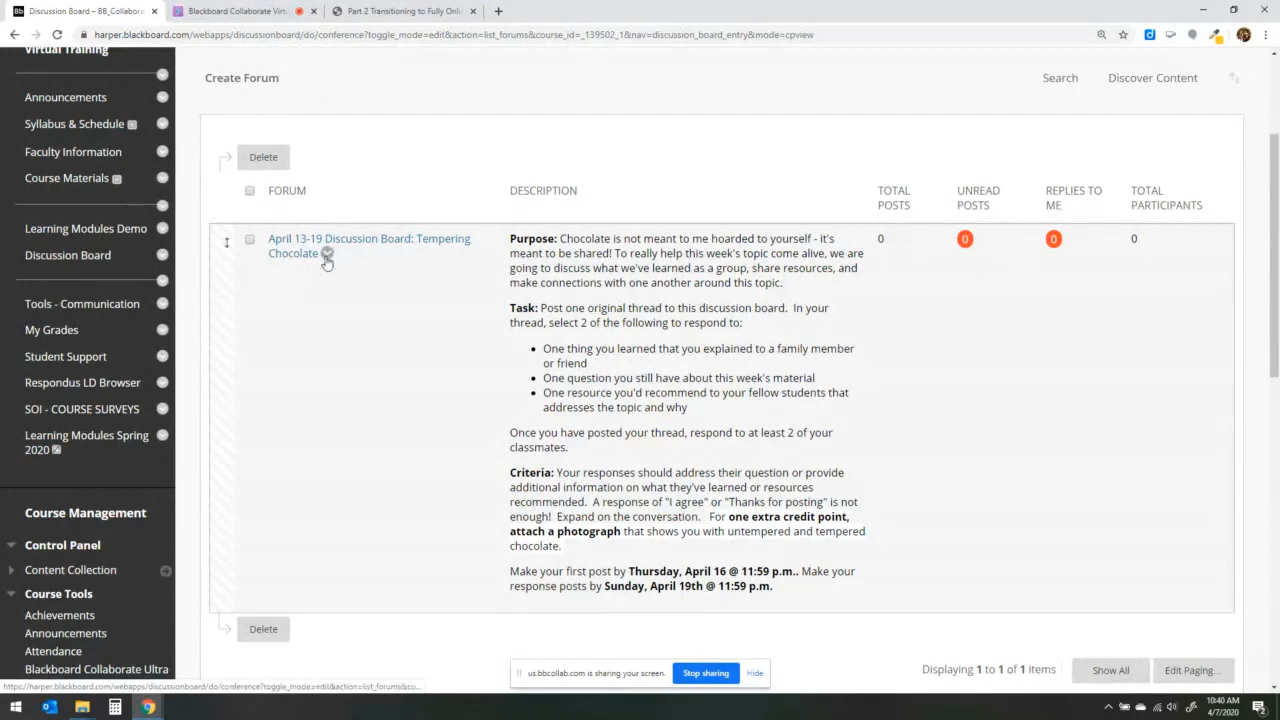 Discussion Board – BB_Collabora
Blackboard Collaborate Virtual
Part 2 Transitioning to Fully Onli
harper.blackboard.com/webapps/discussionboard/do/conference?toggle_mode=edit&action=list_forums&course_id=_139502_1&nav=discussion_board_entry&mode=cpview
Virtual Training
Announcements
Syllabus & Schedule
Faculty Information
Course Materials
Learning Modules Demo
Discussion Board
Tools - Communication
My Grades
Student Support
Respondus LD Browser
SOI - COURSE SURVEYS
Learning Modules Spring
2020
Course Management
Control Panel
Content Collection
Course Tools
Achievements
Announcements
Attendance
Blackboard Collaborate Ultra
Create Forum
Search
Discover Content
Delete
FORUM
DESCRIPTION
TOTAL
POSTS
UNREAD
POSTS
REPLIES TO
ME
TOTAL
PARTICIPANTS
April 13-19 Discussion Board: Tempering
Chocolate
Purpose: Chocolate is not meant to me hoarded to yourself - it's
meant to be shared! To really help this week's topic come alive, we are
going to discuss what we've learned as a group, share resources, and
make connections with one another around this topic.
Task: Post one original thread to this discussion board. In your
thread, select 2 of the following to respond to:
• One thing you learned that you explained to a family member
or friend
• One question you still have about this week's material
• One resource you'd recommend to your fellow students that
addresses the topic and why
Once you have posted your thread, respond to at least 2 of your
classmates.
Criteria: Your responses should address their question or provide
additional information on what they've learned or resources
recommended. A response of "I agree" or "Thanks for posting" is not
enough! Expand on the conversation. For one extra credit point,
attach a photograph that shows you with untempered and tempered
chocolate.
Make your first post by Thursday, April 16 @ 11:59 p.m.. Make your
response posts by Sunday, April 19th @ 11:59 p.m.
0
0
0
0
Delete
us.bbcollab.com is sharing your screen.
Stop sharing
Hide
Displaying 1 to 1 of 1 items
Show All
Edit Paging...
https://harper.blackboard.com/webapps/discussionboard/do/conference?toggle_mode=edit&action=list_forums&co...
10:40 AM
4/7/2020
2